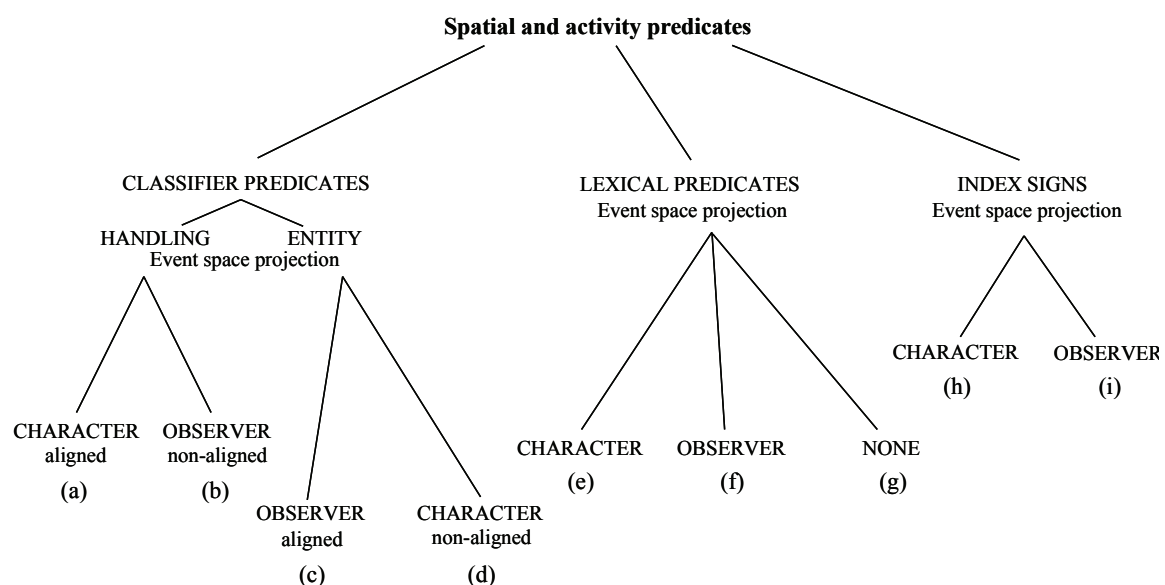 Spatial and activity predicates
CLASSIFIER PREDICATES
LEXICAL PREDICATES
INDEX SIGNS
Event space projection
Event space projection
HANDLING
ENTITY
Event space projection
CHARACTER
OBSERVER
(h)
(i)
CHARACTER
aligned
(a)
OBSERVER
non-aligned
(b)
CHARACTER
(e)
OBSERVER
(f)
NONE
(g)
OBSERVER
aligned
(c)
CHARACTER
non-aligned
(d)